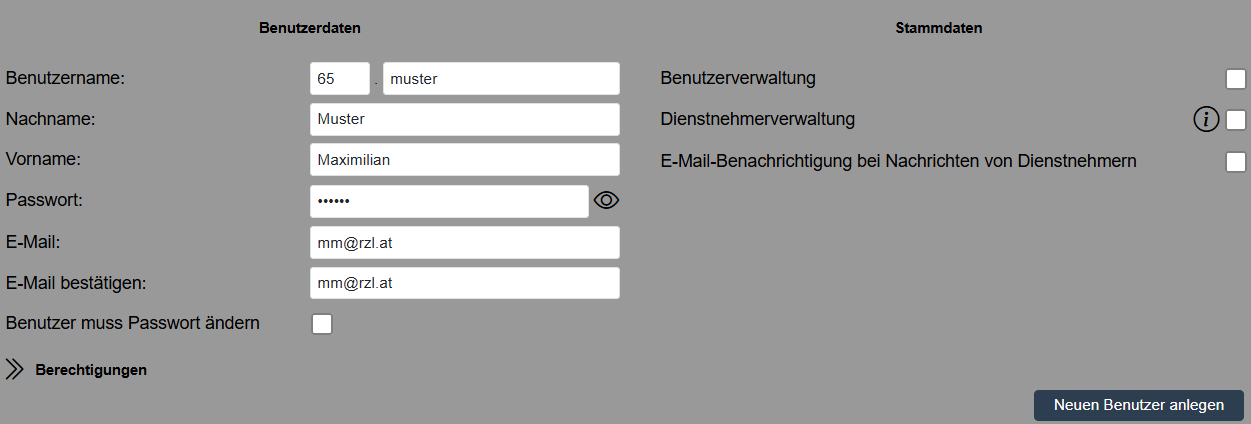 Benutzerdaten
Stammdaten
Benutzername: 65 . muster
Benutzerverwaltung
Nachname: Muster
Dienstnehmerverwaltung i
Vorname: Maximilian
E-Mail-Benachrichtigung bei Nachrichten von Dienstnehmern
Passwort: ••••••
E-Mail: mm@rzl.at
E-Mail bestätigen: mm@rzl.at
Benutzer muss Passwort ändern
Berechtigungen
Neuen Benutzer anlegen